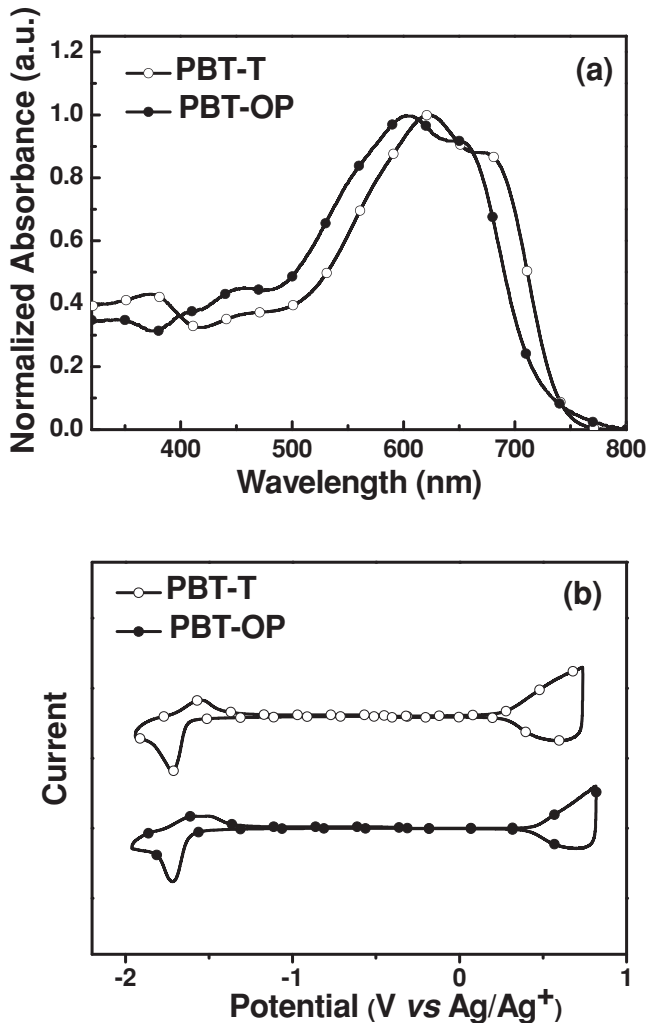 (a)
PBT-T
PBT-OP
Normalized Absorbance (a.u.)
1.2
1.0
0.8
0.6
0.4
0.2
0.0
400 500 600 700 800
Wavelength (nm)
(b)
PBT-T
PBT-OP
Current
-2 -1 0 1
Potential (V vs Ag/Ag+)